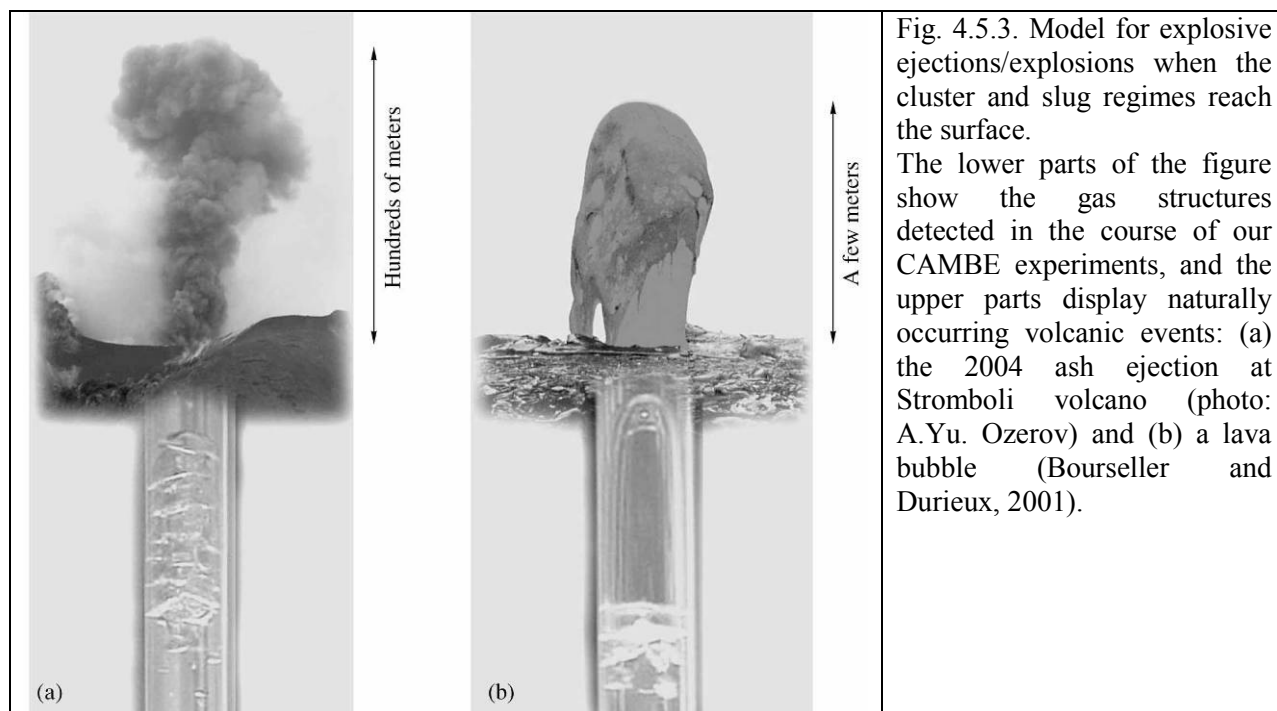 Hundreds of meters
(a)
A few meters
(b)
Fig. 4.5.3. Model for explosive
ejections/explosions when the
cluster and slug regimes reach
the surface.
The lower parts of the figure
show the gas structures
detected in the course of our
CAMBE experiments, and the
upper parts display naturally
occurring volcanic events: (a)
the 2004 ash ejection at
Stromboli volcano (photo:
A.Yu. Ozerov) and (b) a lava
bubble (Bourseller and
Durieux, 2001).